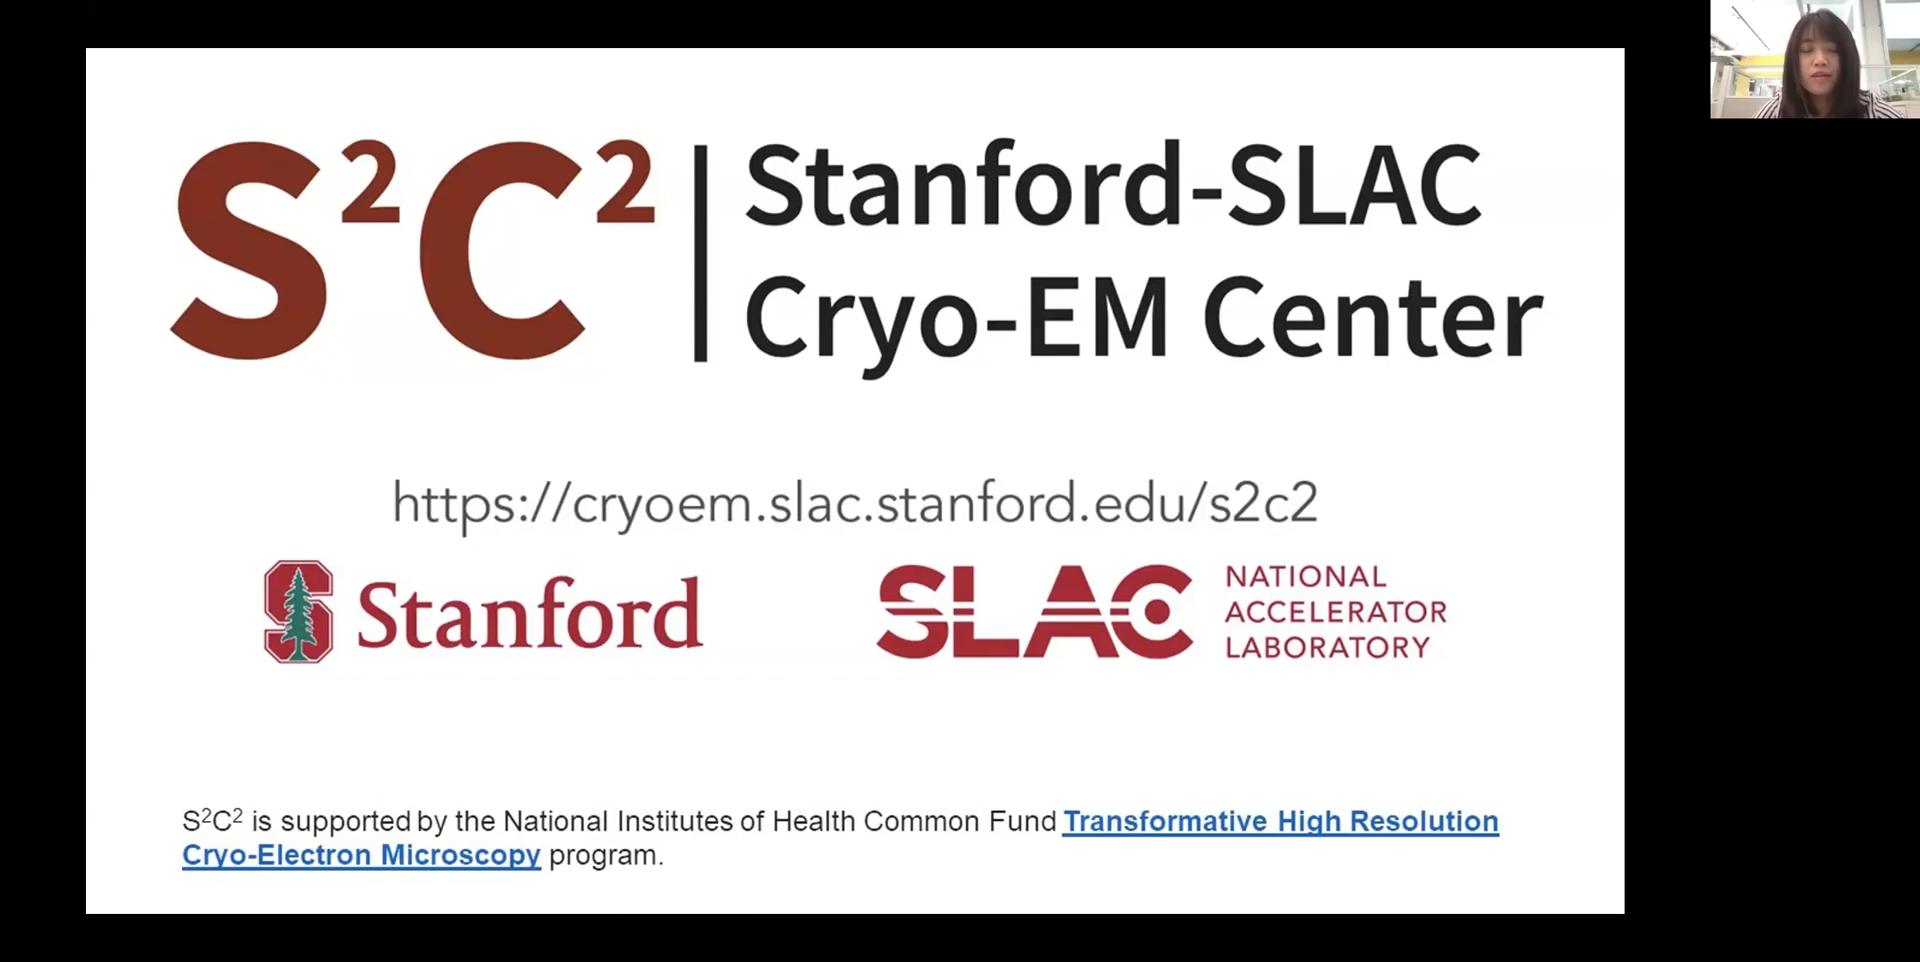 S²C² | Stanford-SLAC
Cryo-EM Center
https://cryoem.slac.stanford.edu/s2c2
Stanford
SLAC NATIONAL
ACCELERATOR
LABORATORY
S²C² is supported by the National Institutes of Health Common Fund Transformative High Resolution
Cryo-Electron Microscopy program.